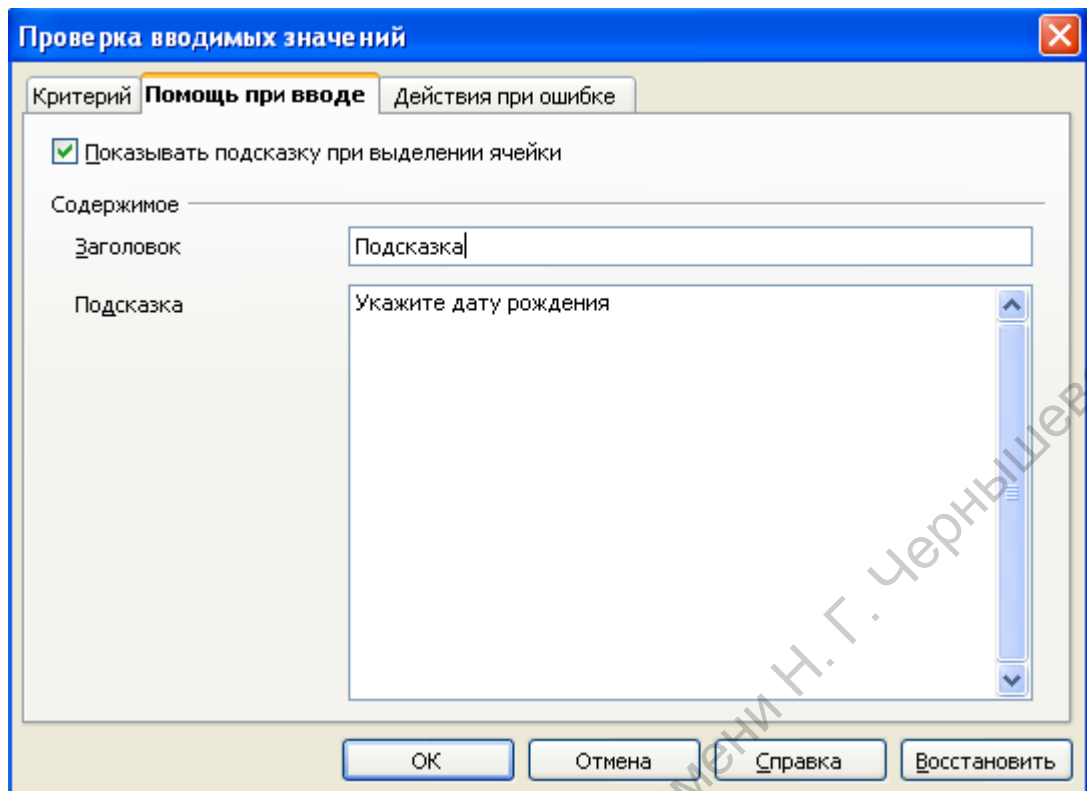 Проверка вводимых значений
Критерий Помощь при вводе Действия при ошибке
Показывать подсказку при выделении ячейки
Содержимое
Заголовок Подсказка
Подсказка Укажите дату рождения
ОК Отмена Справка Восстановить
Н. Г.